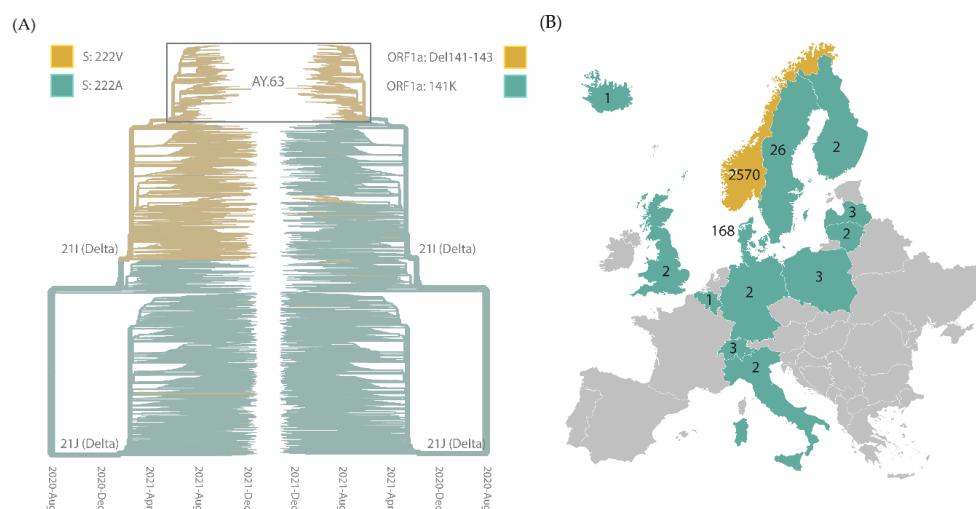 (A)
(B)
S: 222V
S: 222A
ORF1a: Del141-143
ORF1a: 141K
AY.63
21I (Delta)
21I (Delta)
21J (Delta)
21J (Delta)
2020-Aug
2020-Dec
2021-Apr
2021-Aug
2021-Dec
2021-Dec
2021-Aug
2021-Apr
2020-Dec
2020-Aug
1
2570
26
2
168
3
2
2
1
2
3
3
2